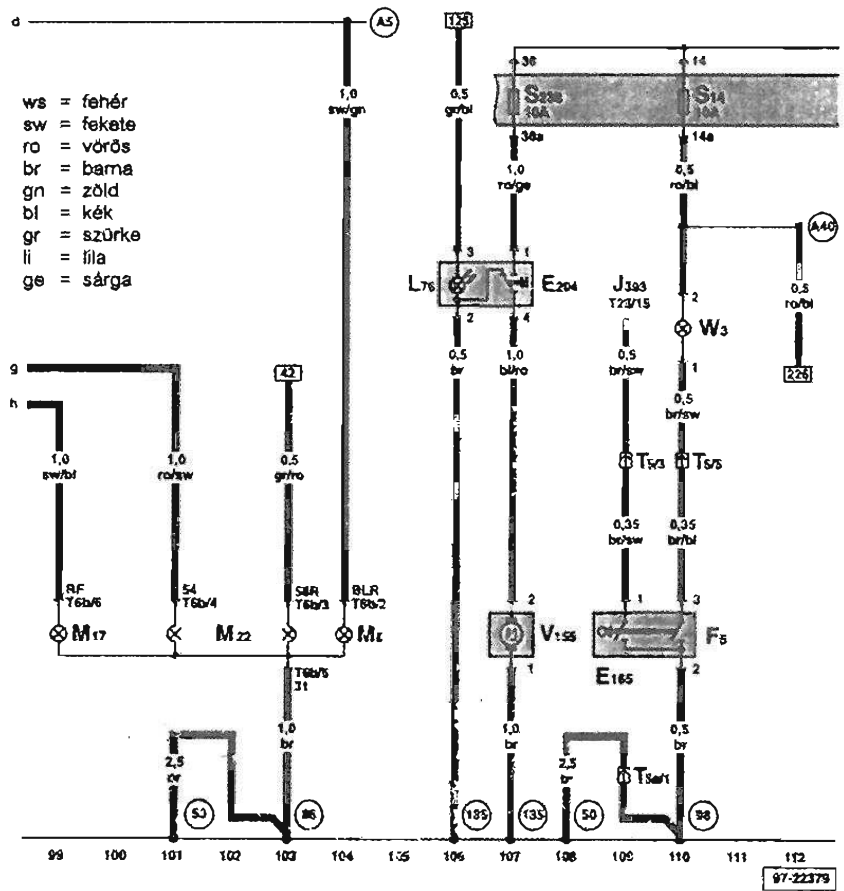 d
A5
125
36
14
1,0
sw/gn
0,5
gr/bl
S14
10A
10A
36a
14a
ws = fehér
sw = fekete
ro = vörös
br = barna
gn = zöld
bl = kék
gr = szürke
li = lila
ge = sárga
1,0
ro/ge
0,5
ro/bl
A40
3
1
L76
E204
J393
T23/15
2
0,5
ro/bl
2
4
W3
1
226
g
42
0,5
br
1,0
bl/ro
0,5
br/sw
0,5
br/sw
h
1,0
sw/bl
1,0
ro/sw
0,5
gr/ro
T5/3
T5/5
0,35
br/sw
0,35
br/bl
RF
T6b/6
54
T6b/4
58R
T6b/3
BLR
T6b/2
2
1
3
M17
M22
V155
F5
1
2
E165
T6b/5
31
1,0
br
1,0
br
0,5
br
2,5
br
2,5
br
T5a/1
50
86
135
50
98
99
100
101
102
103
104
105
106
107
108
109
110
111
112
97-22379